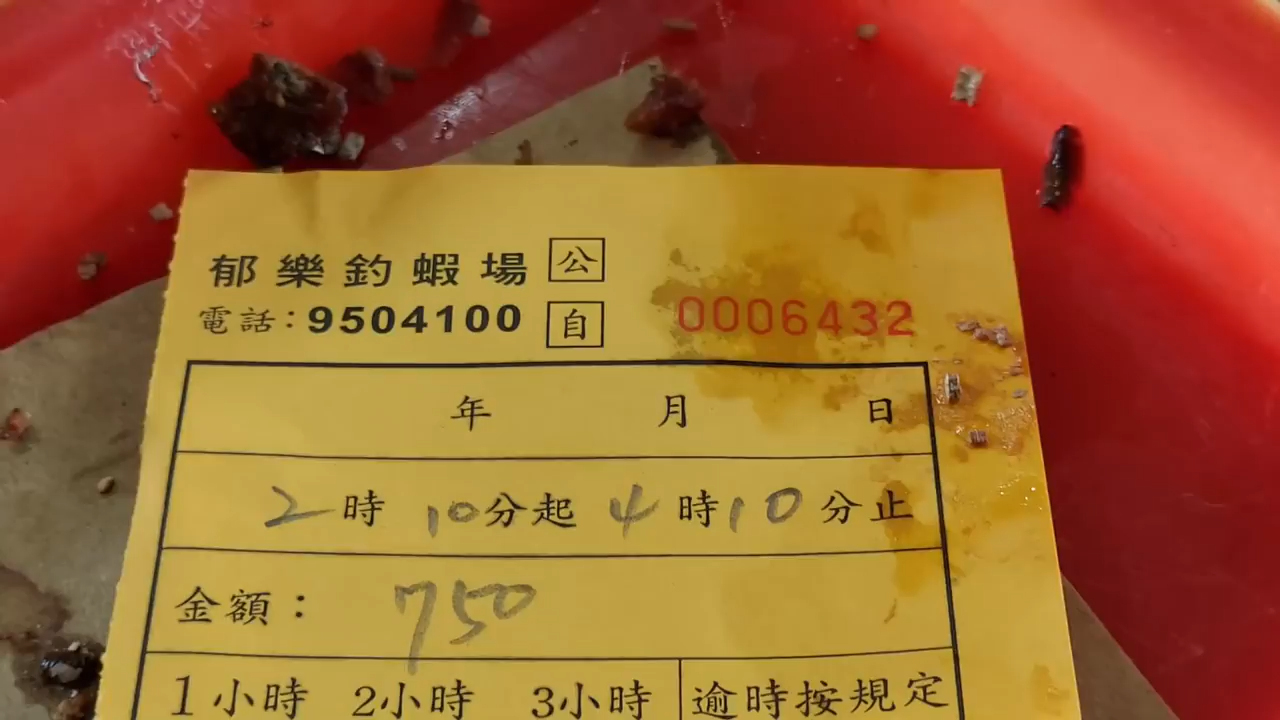 郁樂釣蝦場 公
電話:9504100 自 0006432
年 月 日
2時10分起4時10分止
金額: 750
1小時 2小時 3小時 逾時按規定